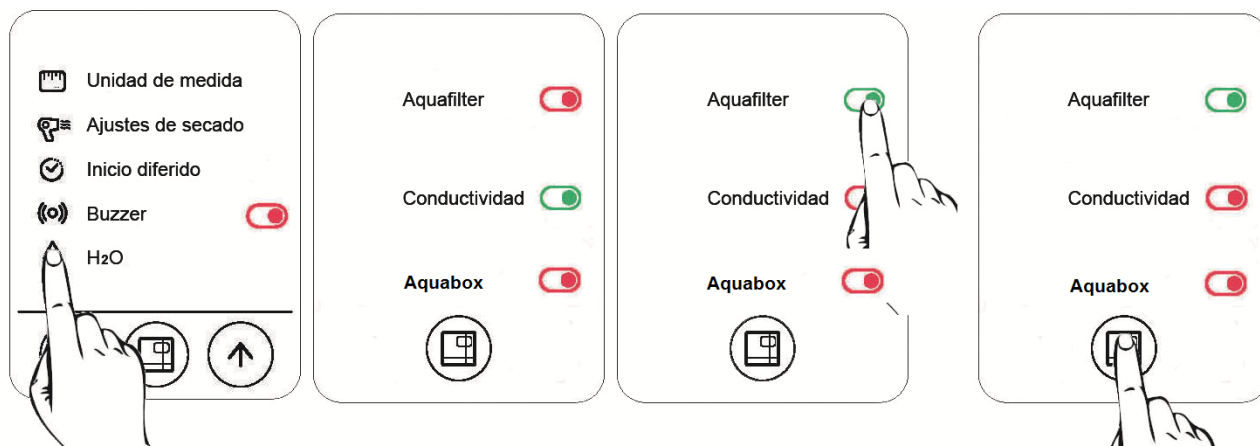 Unidad de medida
Ajustes de secado
Inicio diferido
Buzzer
H₂O
Aquafilter
Conductividad
Aquabox
Aquafilter
Conductividad
Aquabox
Aquafilter
Conductividad
Aquabox